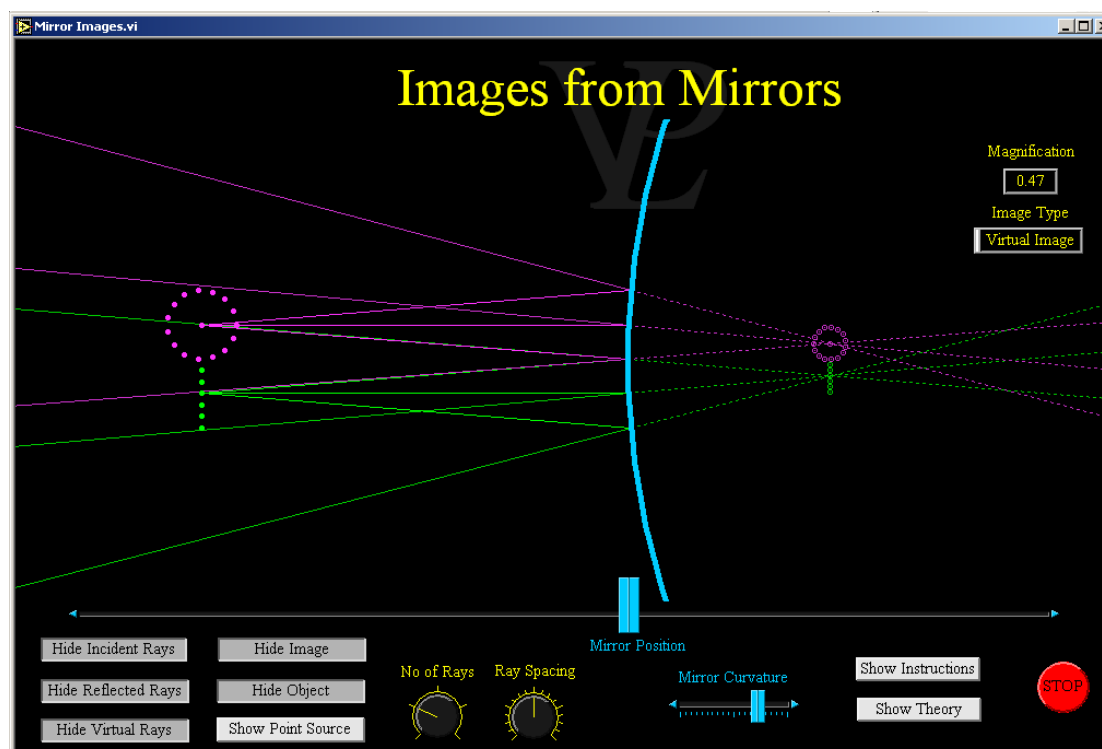 Mirror Images.vi
Images from Mirrors
VPL
Magnification
0.47
Image Type
Virtual Image
Mirror Position
Hide Incident Rays
Hide Image
Hide Reflected Rays
Hide Object
Hide Virtual Rays
Show Point Source
No of Rays
Ray Spacing
Mirror Curvature
Show Instructions
Show Theory
STOP